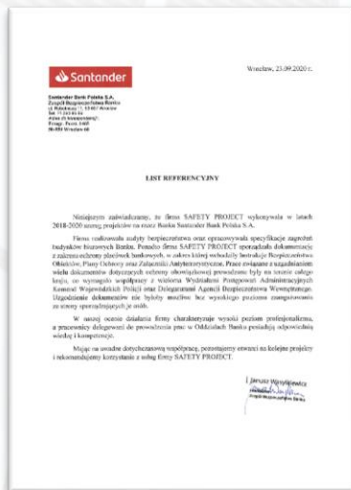 Wrocław, 23.09.2020 r.
Santander
Santander Bank Polska S.A.
LIST REFERENCYJNY
Niniejszym zaświadczamy, że firma SAFETY PROJECT wykonywała w latach
2018-2020 szereg projektów na rzecz Banku Santander Bank Polska S.A.
Firma realizowała audyty bezpieczeństwa oraz opracowywała specyfikacje zagrożeń
budynków biurowych Banku. Ponadto firma SAFETY PROJECT sporządzała dokumentację
z zakresu ochrony placówek bankowych, w zakres której wchodziły Instrukcje Bezpieczeństwa
Obiektów, Plany Ochrony oraz Załączniki Antyterrorystyczne. Prace związane z uzgadnianiem
wielu dokumentów dotyczących ochrony obowiązkowej prowadzone były na terenie całego
kraju, co wymagało współpracy z wieloma Wydziałami Postępowań Administracyjnych
Komend Wojewódzkich Policji oraz Delegaturami Agencji Bezpieczeństwa Wewnętrznego.
Uzgodnienie dokumentów nie byłoby możliwe bez wysokiego poziomu zaangażowania
ze strony sporządzających je osób.
W naszej ocenie działania firmy charakteryzuje wysoki poziom profesjonalizmu,
a pracownicy delegowani do prowadzenia prac w Oddziałach Banku posiadają odpowiednią
wiedzę i kompetencje.
Mając na uwadze dotychczasową współpracę, pozostajemy otwarci na kolejne projekty
i rekomendujemy korzystanie z usług firmy SAFETY PROJECT.
Janusz